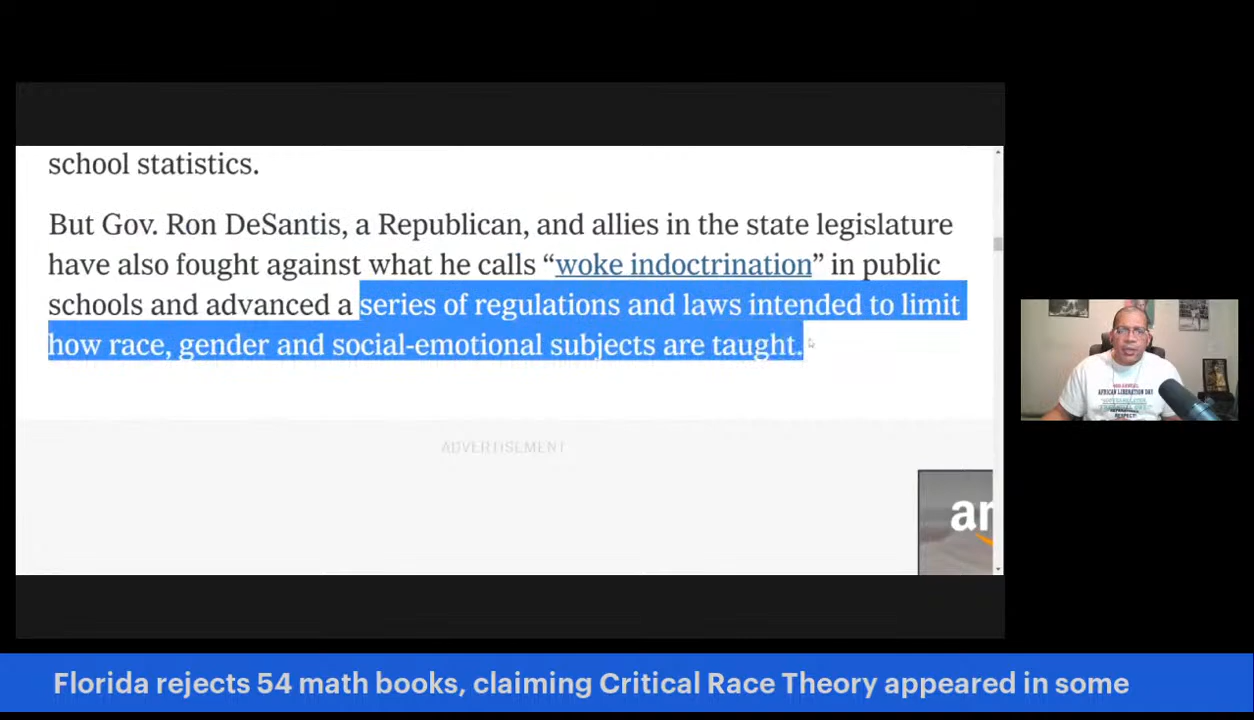 school statistics.
But Gov. Ron DeSantis, a Republican, and allies in the state legislature
have also fought against what he calls “woke indoctrination” in public
schools and advanced a series of regulations and laws intended to limit
how race, gender and social-emotional subjects are taught.
ADVERTISEMENT
AFRICAN LIBERATION DAY
Florida rejects 54 math books, claiming Critical Race Theory appeared in some